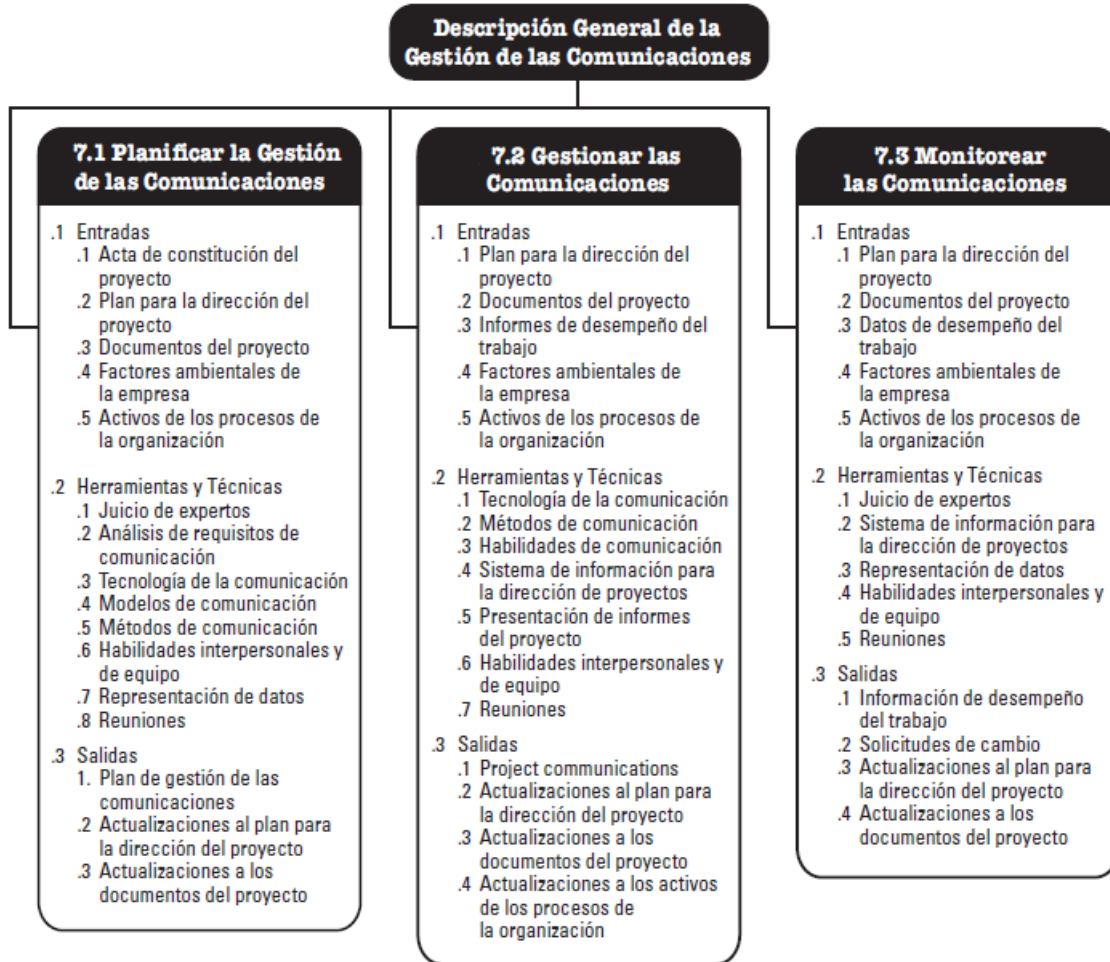 Descripción General de la
Gestión de las Comunicaciones
7.1 Planificar la Gestión
de las Comunicaciones
.1 Entradas
.1 Acta de constitución del
proyecto
.2 Plan para la dirección del
proyecto
.3 Documentos del proyecto
.4 Factores ambientales de
la empresa
.5 Activos de los procesos de
la organización
.2 Herramientas y Técnicas
.1 Juicio de expertos
.2 Análisis de requisitos de
comunicación
.3 Tecnología de la comunicación
.4 Modelos de comunicación
.5 Métodos de comunicación
.6 Habilidades interpersonales y
de equipo
.7 Representación de datos
.8 Reuniones
.3 Salidas
1. Plan de gestión de las
comunicaciones
.2 Actualizaciones al plan para
la dirección del proyecto
.3 Actualizaciones a los
documentos del proyecto
7.2 Gestionar las
Comunicaciones
.1 Entradas
.1 Plan para la dirección del
proyecto
.2 Documentos del proyecto
.3 Informes de desempeño del
trabajo
.4 Factores ambientales de
la empresa
.5 Activos de los procesos de
la organización
.2 Herramientas y Técnicas
.1 Tecnología de la comunicación
.2 Métodos de comunicación
.3 Habilidades de comunicación
.4 Sistema de información para
la dirección de proyectos
.5 Presentación de informes
del proyecto
.6 Habilidades interpersonales y
de equipo
.7 Reuniones
.3 Salidas
.1 Project communications
.2 Actualizaciones al plan para
la dirección del proyecto
.3 Actualizaciones a los
documentos del proyecto
.4 Actualizaciones a los activos
de los procesos de
la organización
7.3 Monitorear
las Comunicaciones
.1 Entradas
.1 Plan para la dirección del
proyecto
.2 Documentos del proyecto
.3 Datos de desempeño del
trabajo
.4 Factores ambientales de
la empresa
.5 Activos de los procesos de
la organización
.2 Herramientas y Técnicas
.1 Juicio de expertos
.2 Sistema de información para
la dirección de proyectos
.3 Representación de datos
.4 Habilidades interpersonales y
de equipo
.5 Reuniones
.3 Salidas
.1 Información de desempeño
del trabajo
.2 Solicitudes de cambio
.3 Actualizaciones al plan para
la dirección del proyecto
.4 Actualizaciones a los
documentos del proyecto